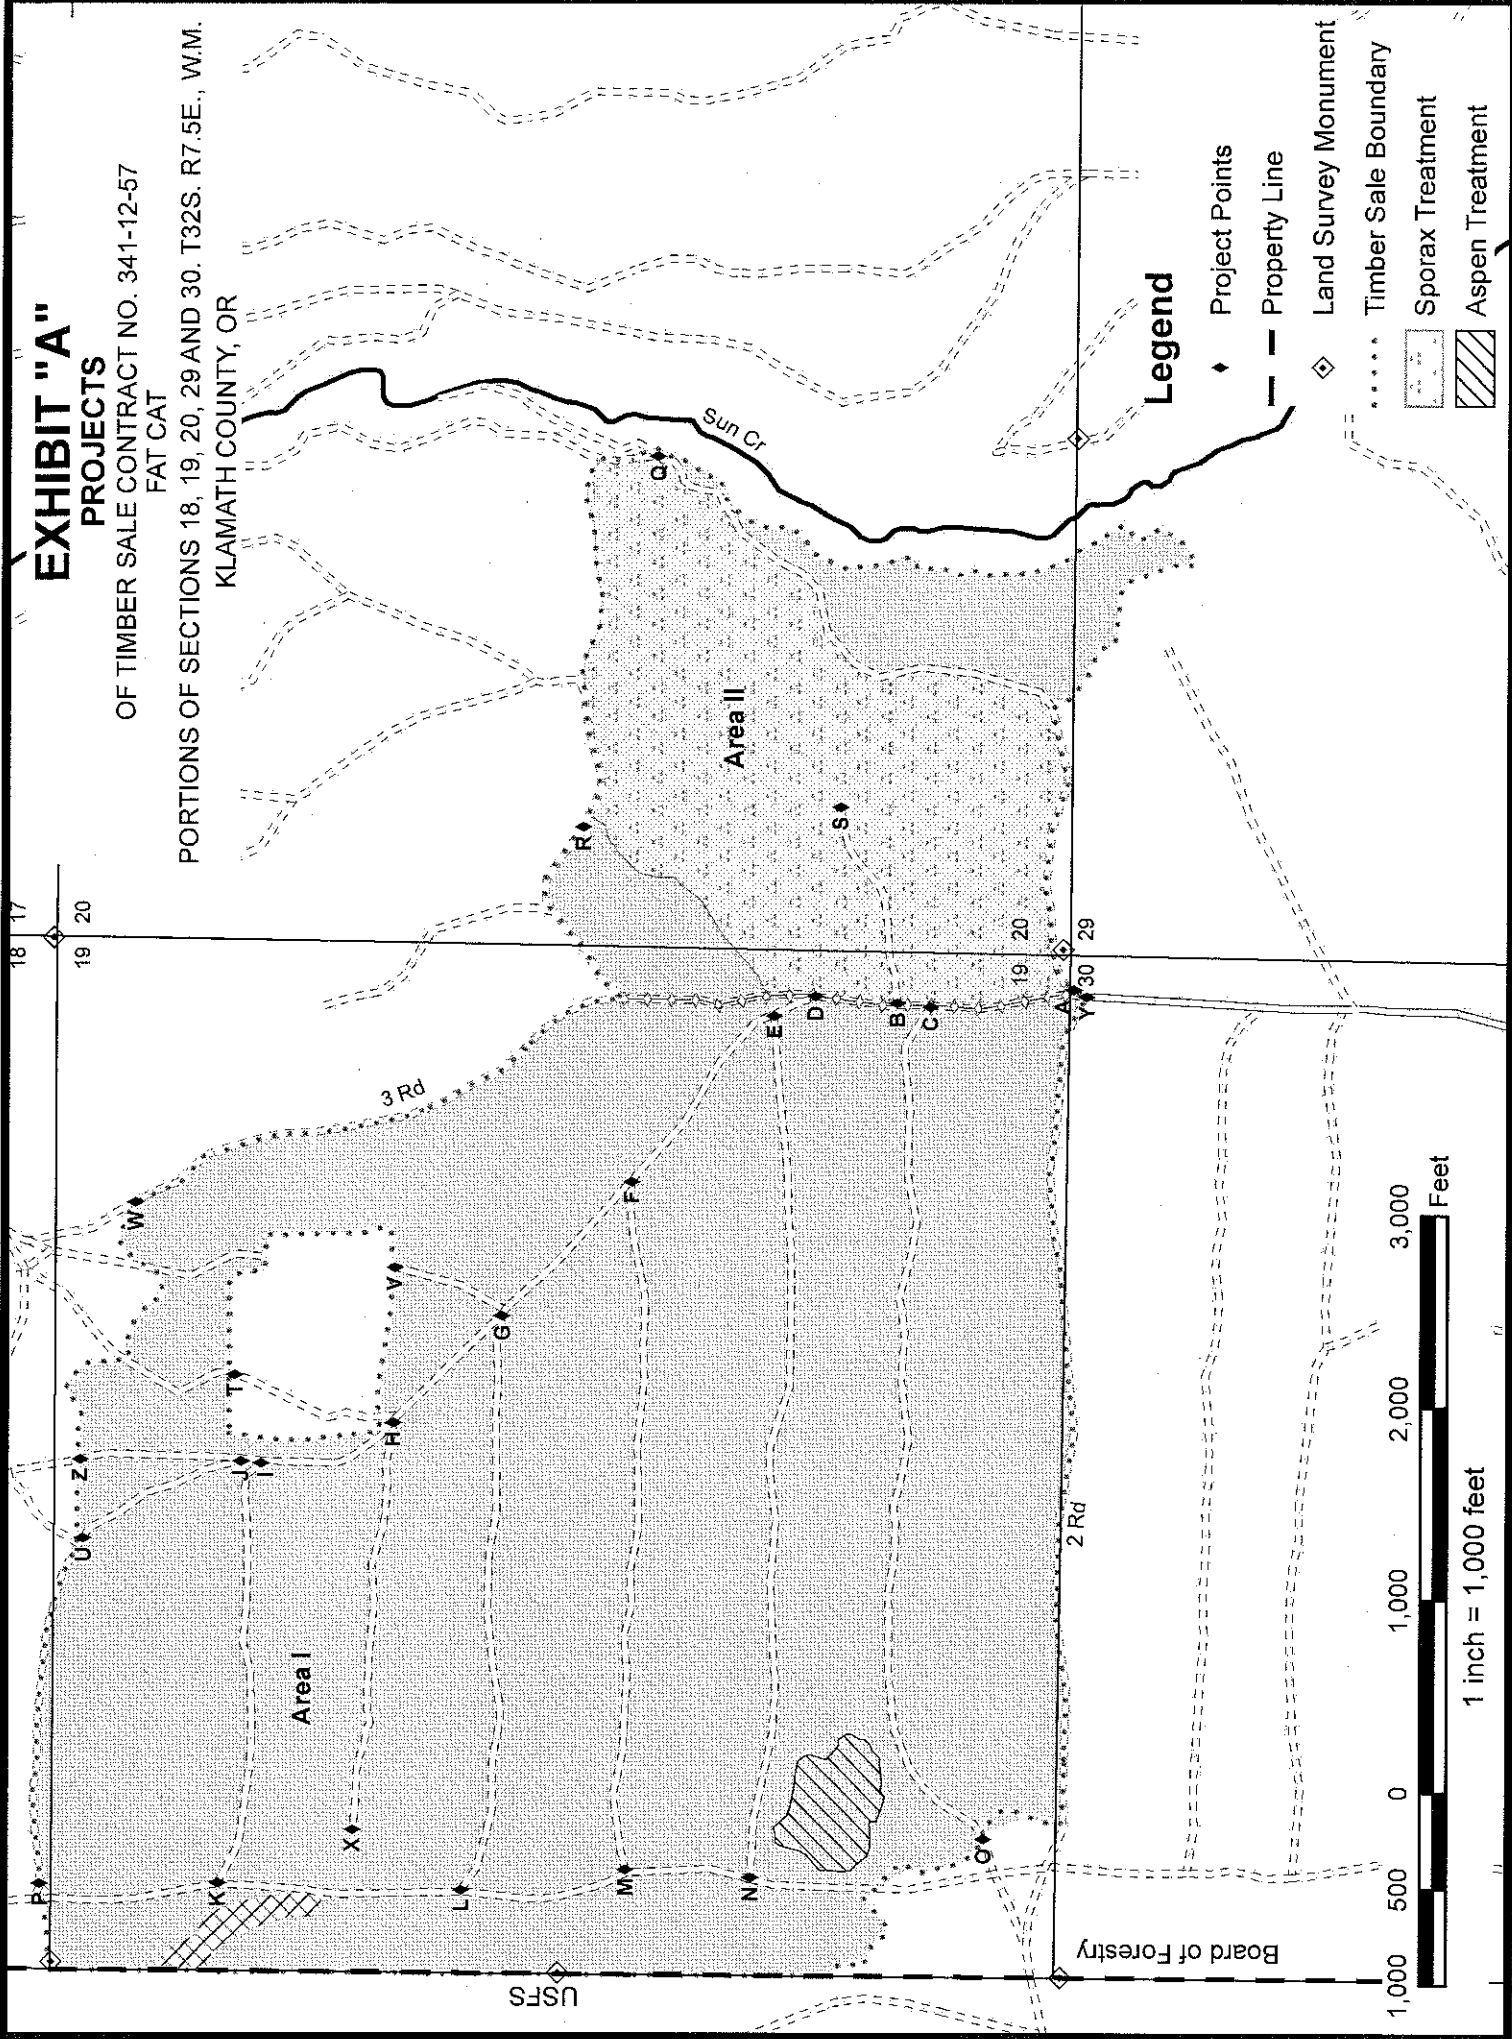 EXHIBIT "A"
PROJECTS
OF TIMBER SALE CONTRACT NO. 341-12-57
FAT CAT
PORTIONS OF SECTIONS 18, 19, 20, 29 AND 30. T32S. R7.5E., W.M.
KLAMATH COUNTY, OR
18 17
19 20
P
U
Z
W
K
J
I
T
3 Rd
Area I
X
H
V
L
G
R
Q
Sun Cr
M
F
Area II
N
E
D
S
B
C
O
19 20
A
30 29
Y
2 Rd
USFS
Board of Forestry
Legend
Project Points
Property Line
Land Survey Monument
Timber Sale Boundary
Sporax Treatment
Aspen Treatment
1,000 500 0 1,000 2,000 3,000
Feet
1 inch = 1,000 feet